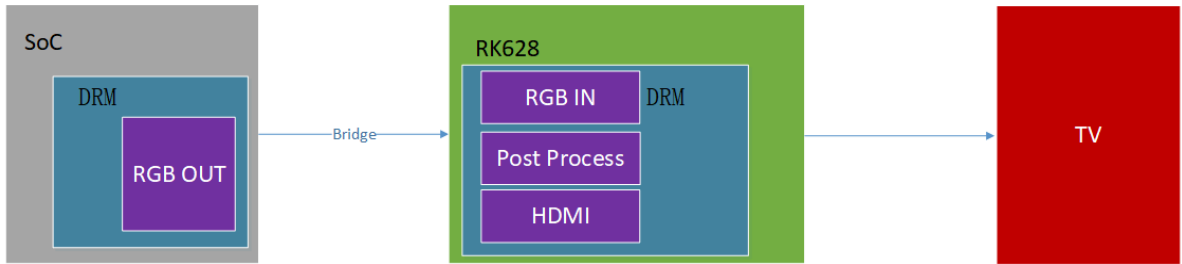 SoC
DRM
RGB OUT
Bridge
RK628
RGB IN
DRM
Post Process
HDMI
TV